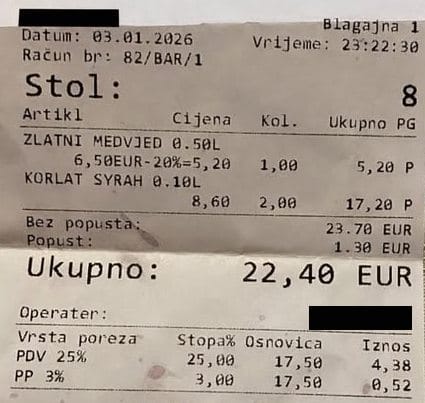 Blagajna 1
Datum: 03.01.2026 Vrijeme: 23:22:30
Račun br: 82/BAR/1
Stol: 8
Artikl Cijena Kol. Ukupno PG
ZLATNI MEDVJED 0.50L
6,50EUR-20%=5,20 1,00 5,20 P
KORLAT SYRAH 0.10L
8,60 2,00 17,20 P
Bez popusta: 23.70 EUR
Popust: 1.30 EUR
Ukupno: 22,40 EUR
Operater:
Vrsta poreza Stopa% Osnovica Iznos
PDV 25% 25,00 17,50 4,38
PP 3% 3,00 17,50 0,52